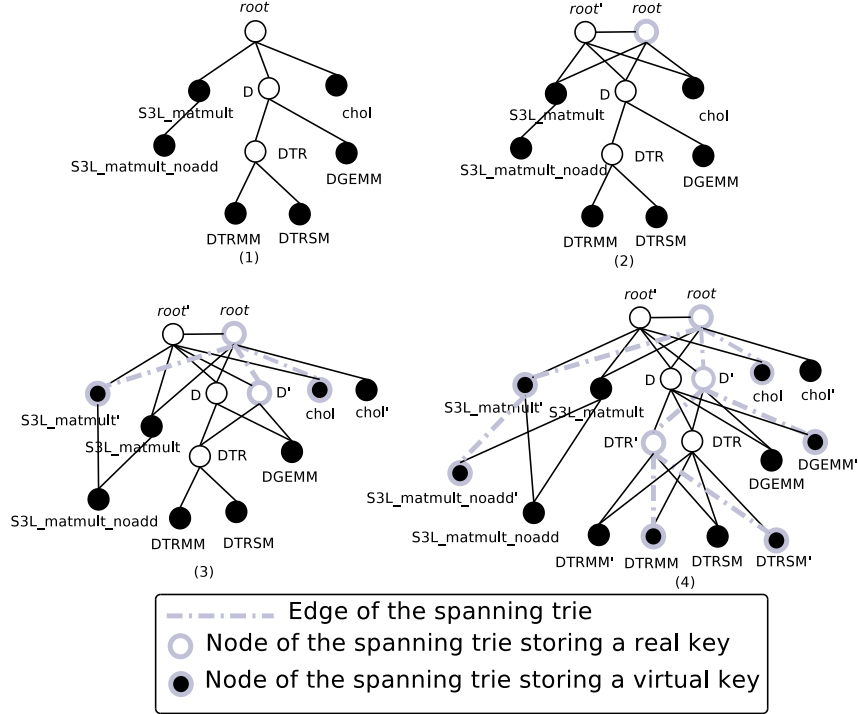 root
D
S3L_matmult
chol
DTR
S3L_matmult_noadd
DGEMM
DTRMM
DTRSM
(1)
root'
root
D
S3L_matmult
chol
DTR
S3L_matmult_noadd
DGEMM
DTRMM
DTRSM
(2)
root'
root
D
D'
S3L_matmult'
chol
chol'
S3L_matmult
DTR
DGEMM
S3L_matmult_noadd
DTRMM
DTRSM
(3)
root'
root
D
D'
chol
chol'
S3L_matmult'
S3L_matmult
DTR'
DTR
DGEMM'
DGEMM
S3L_matmult_noadd'
S3L_matmult_noadd
DTRMM'
DTRMM
DTRSM
DTRSM'
(4)
Edge of the spanning trie
Node of the spanning trie storing a real key
Node of the spanning trie storing a virtual key